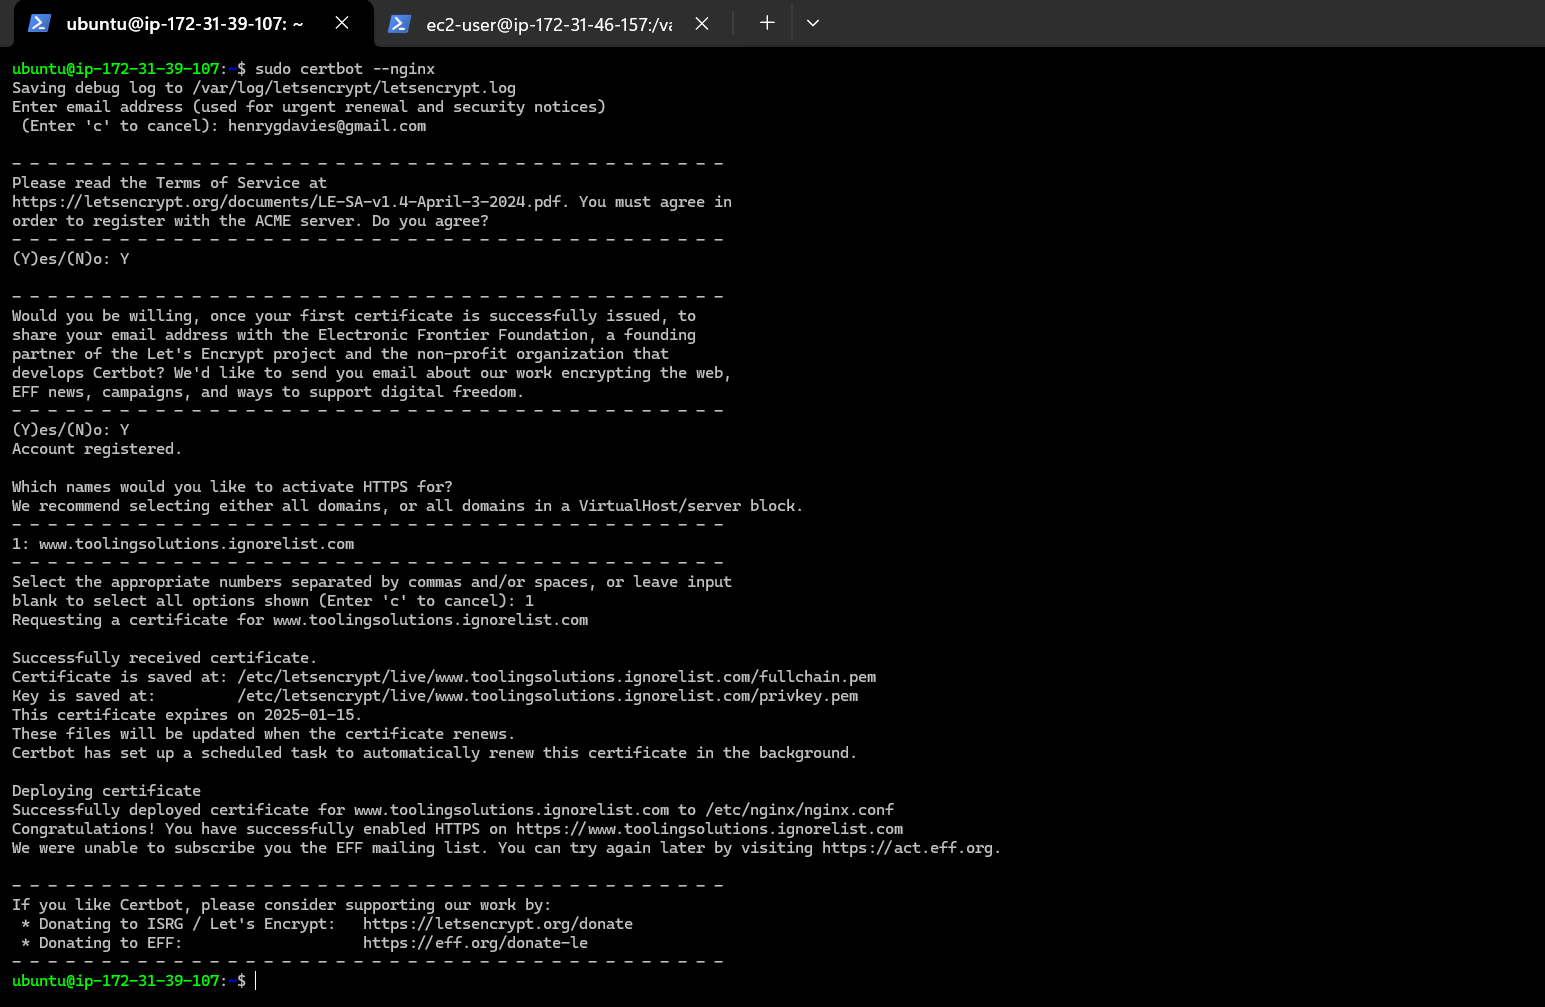 ubuntu@ip-172-31-39-107: ~
ec2-user@ip-172-31-46-157:/va
ubuntu@ip-172-31-39-107:~$ sudo certbot --nginx
Saving debug log to /var/log/letsencrypt/letsencrypt.log
Enter email address (used for urgent renewal and security notices)
 (Enter 'c' to cancel): henrygdavies@gmail.com

- - - - - - - - - - - - - - - - - - - - - - - - - - - - - - - - - - - - - - - -
Please read the Terms of Service at
https://letsencrypt.org/documents/LE-SA-v1.4-April-3-2024.pdf. You must agree in
order to register with the ACME server. Do you agree?
- - - - - - - - - - - - - - - - - - - - - - - - - - - - - - - - - - - - - - - -
(Y)es/(N)o: Y

- - - - - - - - - - - - - - - - - - - - - - - - - - - - - - - - - - - - - - - -
Would you be willing, once your first certificate is successfully issued, to
share your email address with the Electronic Frontier Foundation, a founding
partner of the Let's Encrypt project and the non-profit organization that
develops Certbot? We'd like to send you email about our work encrypting the web,
EFF news, campaigns, and ways to support digital freedom.
- - - - - - - - - - - - - - - - - - - - - - - - - - - - - - - - - - - - - - - -
(Y)es/(N)o: Y
Account registered.

Which names would you like to activate HTTPS for?
We recommend selecting either all domains, or all domains in a VirtualHost/server block.
- - - - - - - - - - - - - - - - - - - - - - - - - - - - - - - - - - - - - - - -
1: www.toolingsolutions.ignorelist.com
- - - - - - - - - - - - - - - - - - - - - - - - - - - - - - - - - - - - - - - -
Select the appropriate numbers separated by commas and/or spaces, or leave input
blank to select all options shown (Enter 'c' to cancel): 1
Requesting a certificate for www.toolingsolutions.ignorelist.com

Successfully received certificate.
Certificate is saved at: /etc/letsencrypt/live/www.toolingsolutions.ignorelist.com/fullchain.pem
Key is saved at:         /etc/letsencrypt/live/www.toolingsolutions.ignorelist.com/privkey.pem
This certificate expires on 2025-01-15.
These files will be updated when the certificate renews.
Certbot has set up a scheduled task to automatically renew this certificate in the background.

Deploying certificate
Successfully deployed certificate for www.toolingsolutions.ignorelist.com to /etc/nginx/nginx.conf
Congratulations! You have successfully enabled HTTPS on https://www.toolingsolutions.ignorelist.com
We were unable to subscribe you the EFF mailing list. You can try again later by visiting https://act.eff.org.

- - - - - - - - - - - - - - - - - - - - - - - - - - - - - - - - - - - - - - - -
If you like Certbot, please consider supporting our work by:
 * Donating to ISRG / Let's Encrypt:   https://letsencrypt.org/donate
 * Donating to EFF:                    https://eff.org/donate-le
- - - - - - - - - - - - - - - - - - - - - - - - - - - - - - - - - - - - - - - -
ubuntu@ip-172-31-39-107:~$